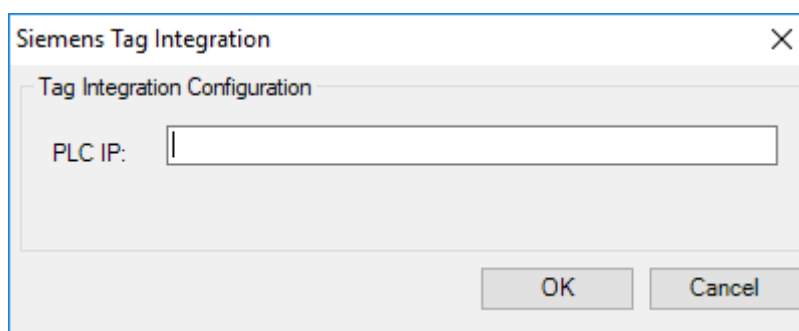 Siemens Tag Integration
Tag Integration Configuration
PLC IP:
OK Cancel